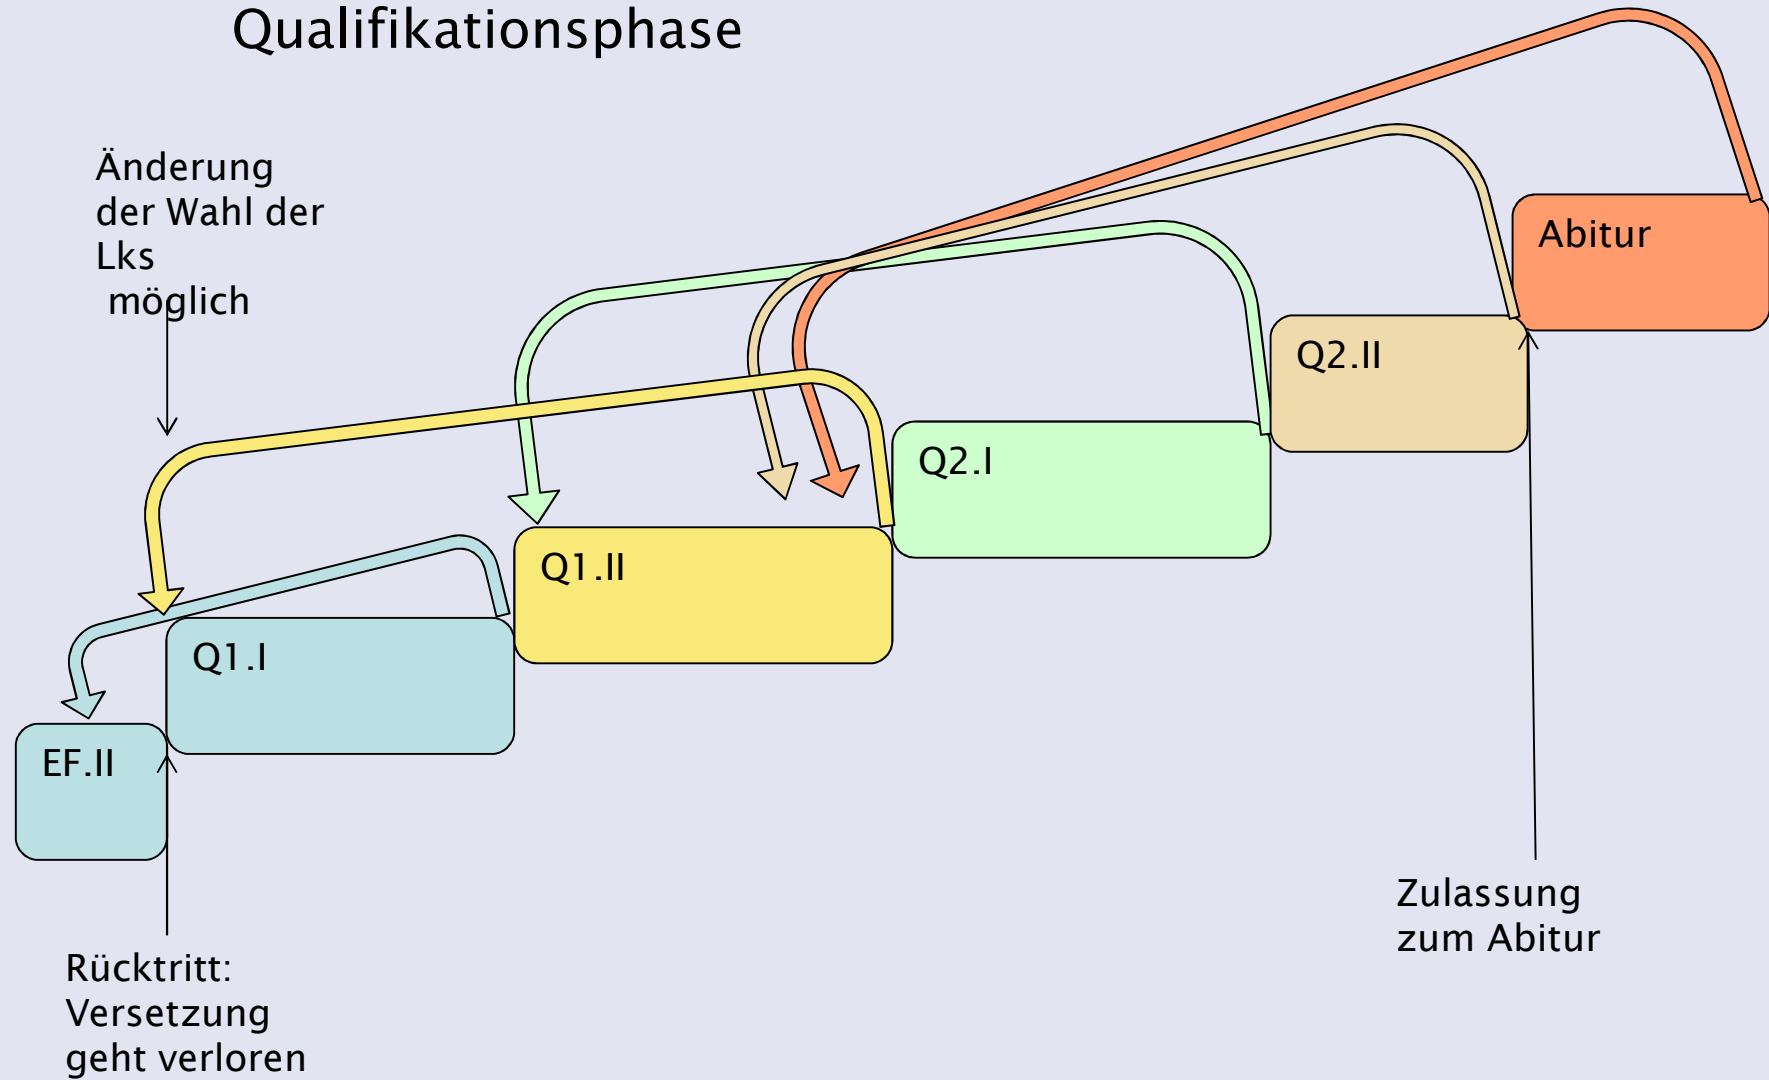 Qualifikationsphase
Änderung
der Wahl der
Lks
möglich
Abitur
Q2.II
Q2.I
Q1.II
Q1.I
EF.II
Zulassung
zum Abitur
Rücktritt:
Versetzung
geht verloren